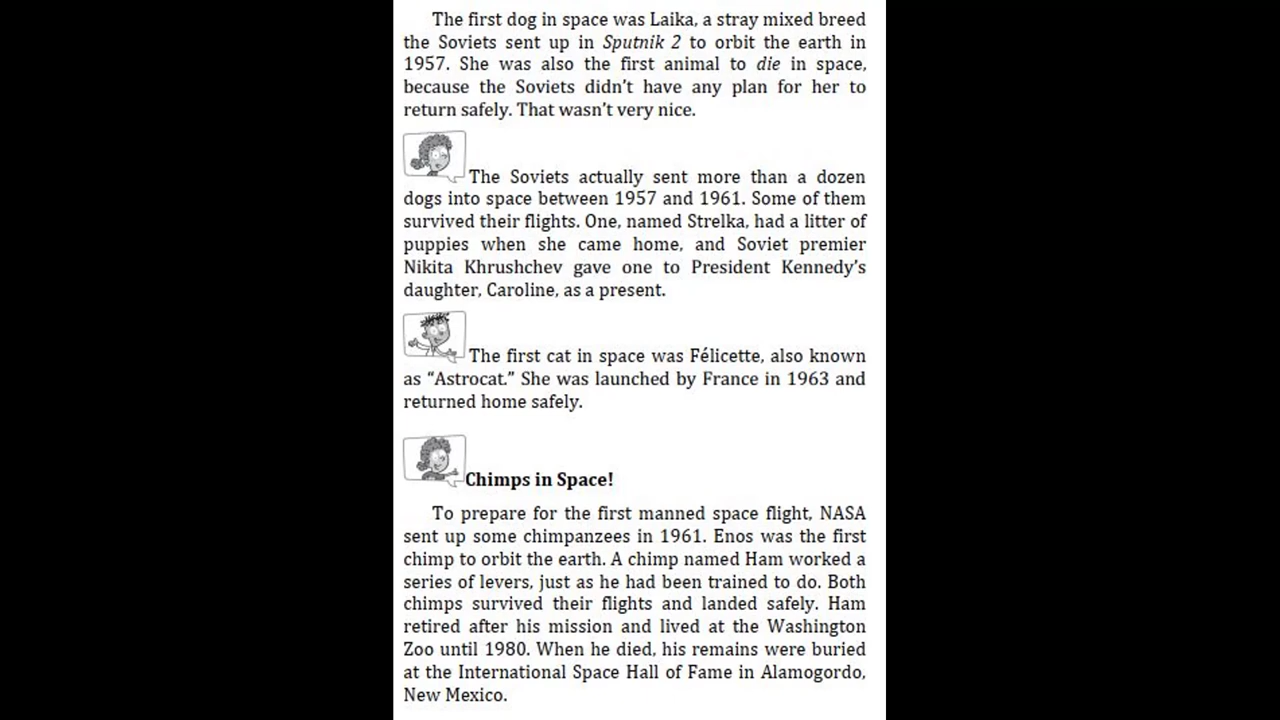 The first dog in space was Laika, a stray mixed breed
the Soviets sent up in Sputnik 2 to orbit the earth in
1957. She was also the first animal to die in space,
because the Soviets didn’t have any plan for her to
return safely. That wasn’t very nice.
The Soviets actually sent more than a dozen
dogs into space between 1957 and 1961. Some of them
survived their flights. One, named Strelka, had a litter of
puppies when she came home, and Soviet premier
Nikita Khrushchev gave one to President Kennedy’s
daughter, Caroline, as a present.
The first cat in space was Félicette, also known
as “Astrocat.” She was launched by France in 1963 and
returned home safely.
Chimps in Space!
To prepare for the first manned space flight, NASA
sent up some chimpanzees in 1961. Enos was the first
chimp to orbit the earth. A chimp named Ham worked a
series of levers, just as he had been trained to do. Both
chimps survived their flights and landed safely. Ham
retired after his mission and lived at the Washington
Zoo until 1980. When he died, his remains were buried
at the International Space Hall of Fame in Alamogordo,
New Mexico.